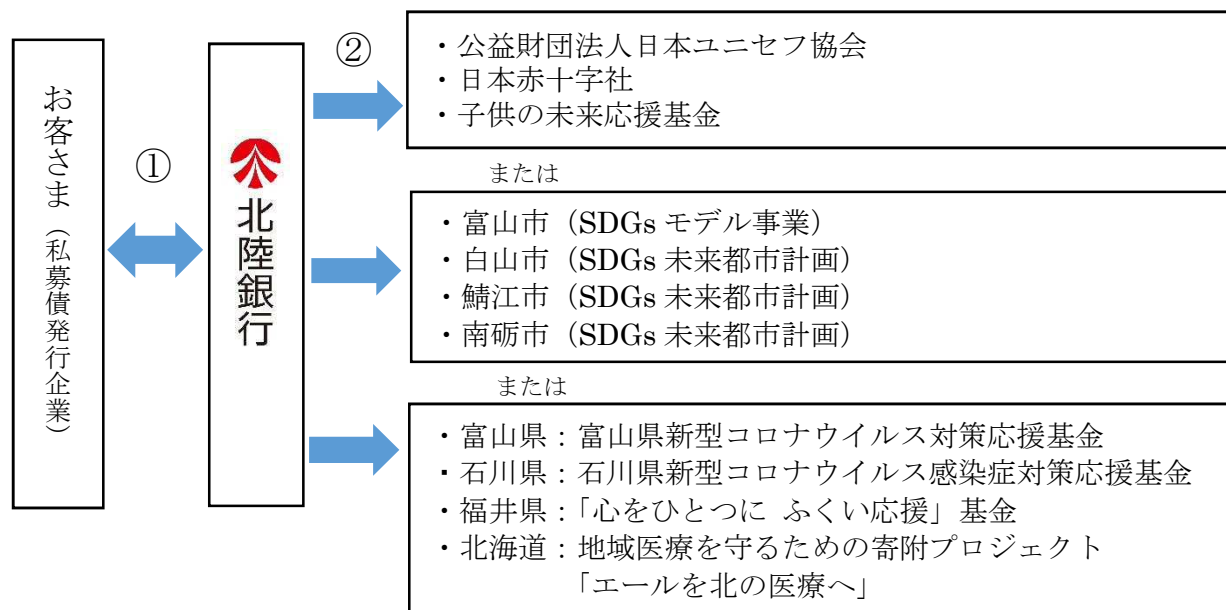 お客さま（私募債発行企業）
①
北陸銀行
②
・公益財団法人日本ユニセフ協会
・日本赤十字社
・子供の未来応援基金
または
・富山市（SDGs モデル事業）
・白山市（SDGs 未来都市計画）
・鯖江市（SDGs 未来都市計画）
・南砺市（SDGs 未来都市計画）
または
・富山県：富山県新型コロナウイルス対策応援基金
・石川県：石川県新型コロナウイルス感染症対策応援基金
・福井県：「心をひとつに ふくい応援」基金
・北海道：地域医療を守るための寄附プロジェクト
「エールを北の医療へ」